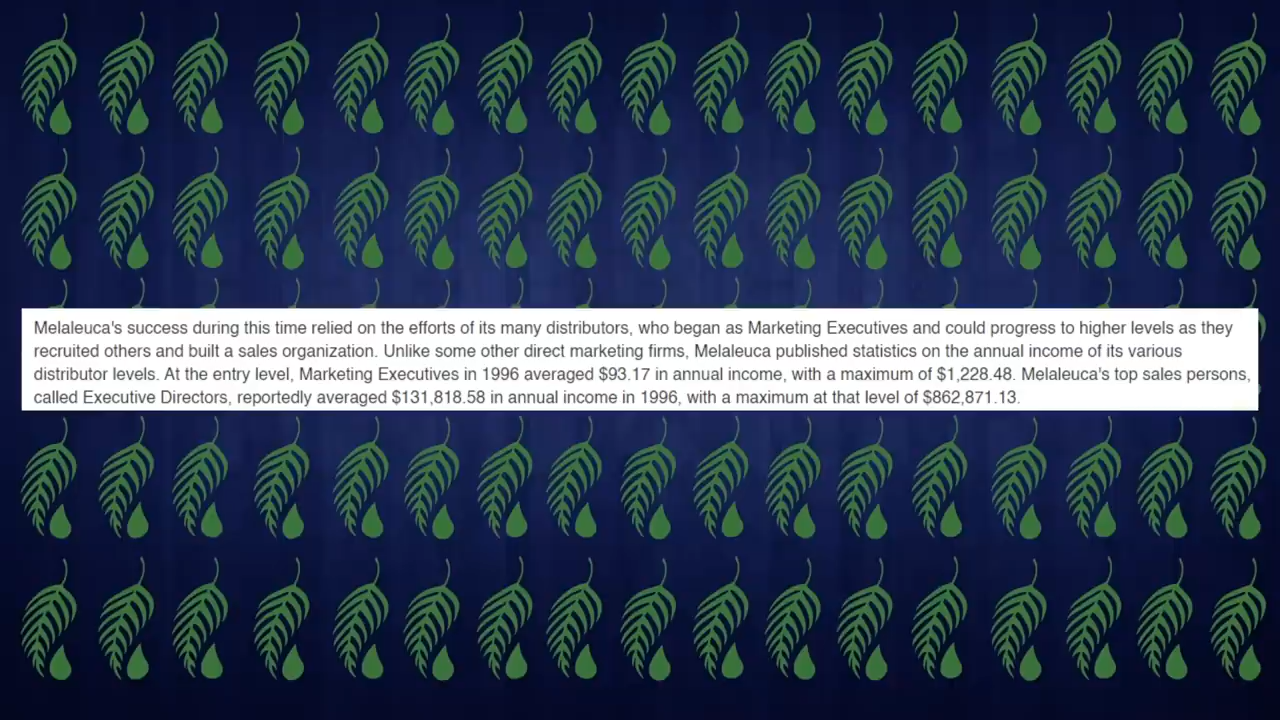 Melaleuca's success during this time relied on the efforts of its many distributors, who began as Marketing Executives and could progress to higher levels as they
recruited others and built a sales organization. Unlike some other direct marketing firms, Melaleuca published statistics on the annual income of its various
distributor levels. At the entry level, Marketing Executives in 1996 averaged $93.17 in annual income, with a maximum of $1,228.48. Melaleuca's top sales persons,
called Executive Directors, reportedly averaged $131,818.58 in annual income in 1996, with a maximum at that level of $862,871.13.